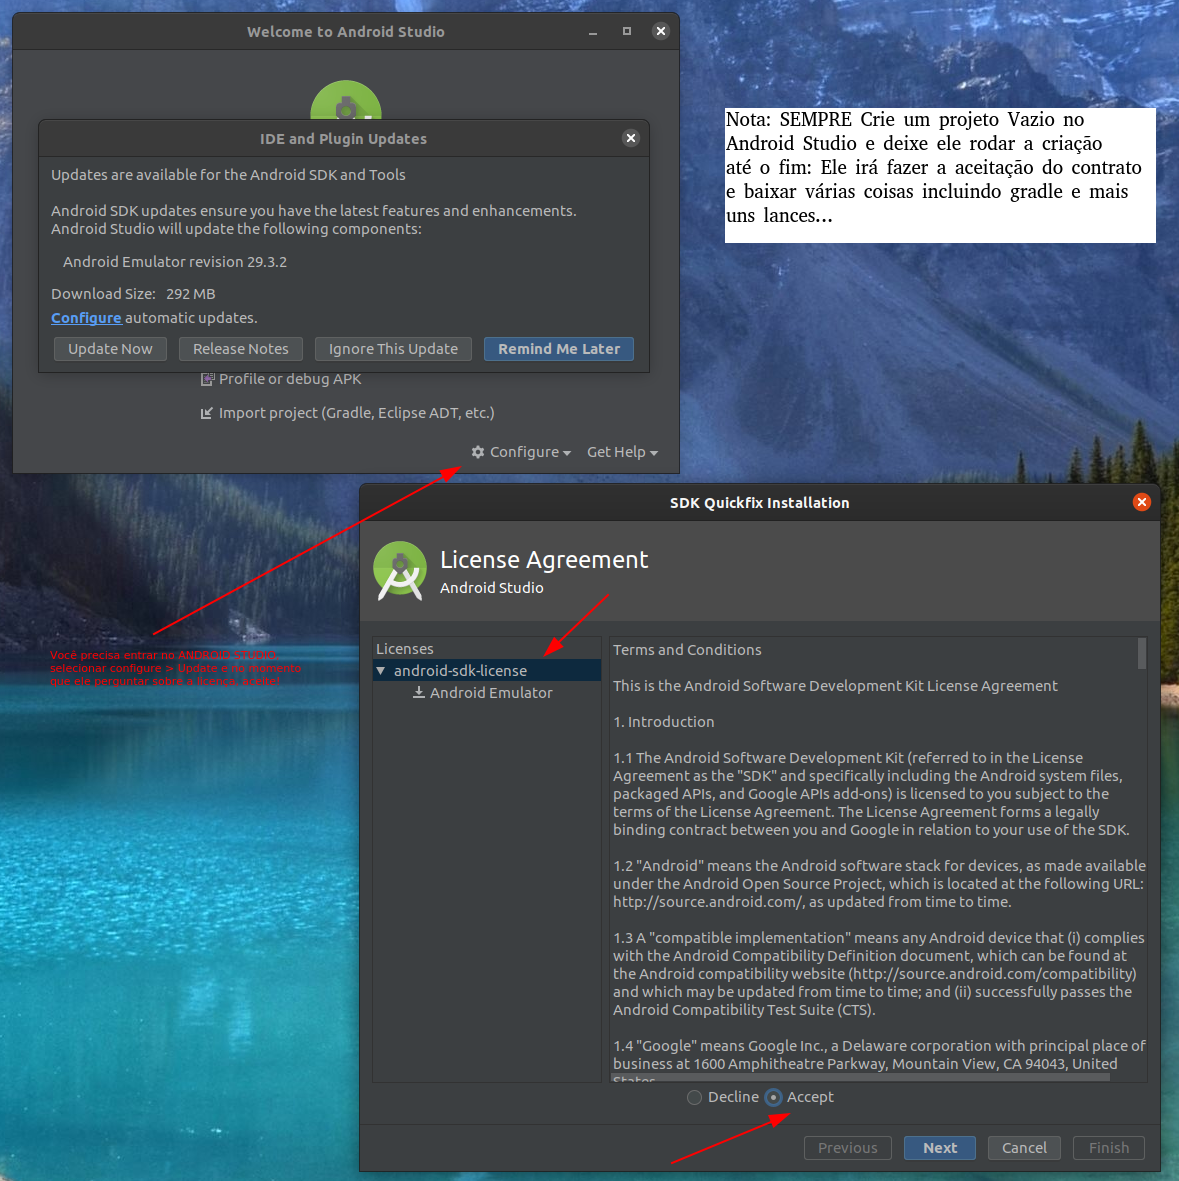 Welcome to Android Studio
IDE and Plugin Updates
Updates are available for the Android SDK and Tools
Android SDK updates ensure you have the latest features and enhancements.
Android Studio will update the following components:
Android Emulator revision 29.3.2
Download Size: 292 MB
Configure automatic updates.
Update Now Release Notes Ignore This Update Remind Me Later
Profile or debug APK
Import project (Gradle, Eclipse ADT, etc.)
Configure Get Help
Nota: SEMPRE Crie um projeto Vazio no
Android Studio e deixe ele rodar a criação
até o fim: Ele irá fazer a aceitação do contrato
e baixar várias coisas incluindo gradle e mais
uns lances...
Você precisa entrar no ANDROID STUDIO
selecionar configure > Update e no momento
que ele perguntar sobre a licença, aceite!
SDK Quickfix Installation
License Agreement
Android Studio
Licenses
android-sdk-license
Android Emulator
Terms and Conditions
This is the Android Software Development Kit License Agreement
1. Introduction
1.1 The Android Software Development Kit (referred to in the License
Agreement as the "SDK" and specifically including the Android system files,
packaged APIs, and Google APIs add-ons) is licensed to you subject to the
terms of the License Agreement. The License Agreement forms a legally
binding contract between you and Google in relation to your use of the SDK.
1.2 "Android" means the Android software stack for devices, as made available
under the Android Open Source Project, which is located at the following URL:
http://source.android.com/, as updated from time to time.
1.3 A "compatible implementation" means any Android device that (i) complies
with the Android Compatibility Definition document, which can be found at
the Android compatibility website (http://source.android.com/compatibility)
and which may be updated from time to time; and (ii) successfully passes the
Android Compatibility Test Suite (CTS).
1.4 "Google" means Google Inc., a Delaware corporation with principal place of
business at 1600 Amphitheatre Parkway, Mountain View, CA 94043, United
States
Decline Accept
Previous Next Cancel Finish